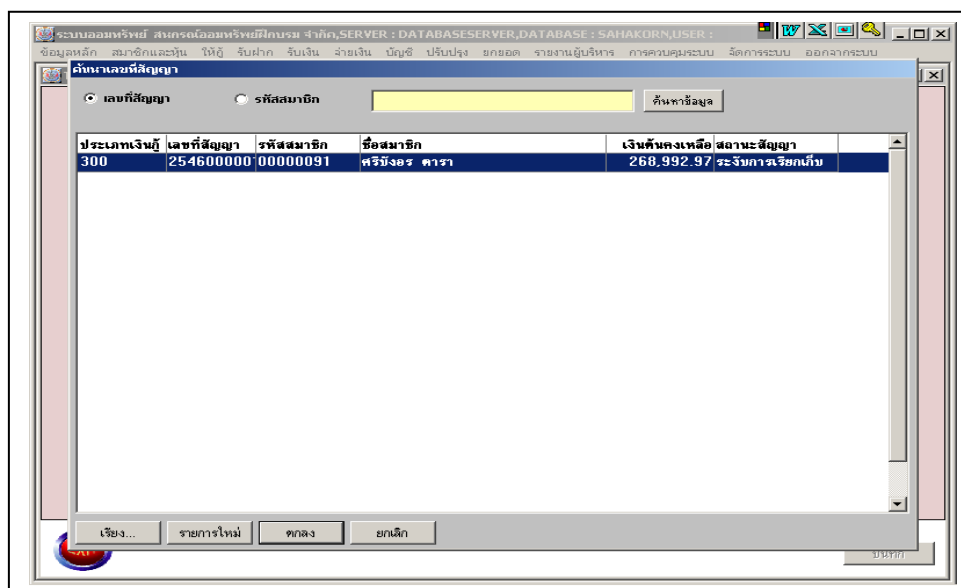 ระบบออมทรัพย์ สหกรณ์ออมทรัพย์ฝึกบรม จำกัด,SERVER : DATABASESERVER,DATABASE : SAHAKORN,USER :
ข้อมูลหลัก สมาชิกและหุ้น ให้กู้ รับฝาก รับเงิน จ่ายเงิน บัญชี ปรับปรุง ยกยอด รายงานผู้บริหาร การควบคุมระบบ จัดการระบบ ออกจากระบบ
ค้นหาเลขที่สัญญา
เลขที่สัญญา รหัสสมาชิก ค้นหาข้อมูล
ประเภทเงินกู้ เลขที่สัญญา รหัสสมาชิก ชื่อสมาชิก เงินต้นคงเหลือ สถานะสัญญา
300 254600000 00000091 ศรีบังอร ดารา 268,992.97 ระงับการเรียกเก็บ
เรียง... รายการใหม่ ตกลง ยกเลิก
บันทึก